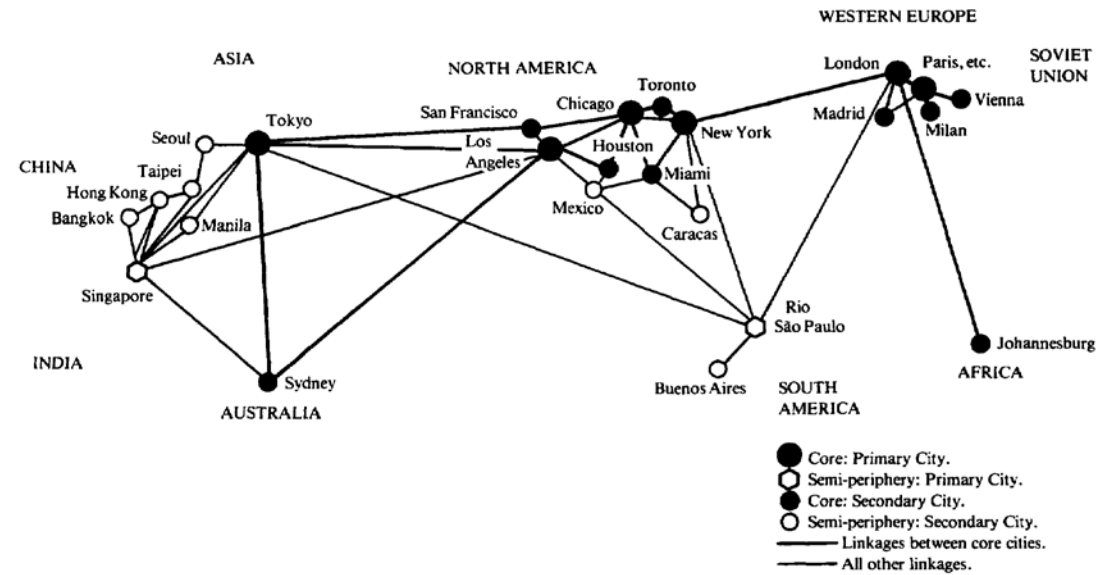 WESTERN EUROPE
ASIA
NORTH AMERICA
London
Paris, etc.
SOVIET
UNION
Toronto
Chicago
San Francisco
Tokyo
Madrid
Vienna
Milan
New York
Seoul
Los
Angeles
Houston
CHINA
Taipei
Hong Kong
Bangkok
Manila
Miami
Mexico
Caracas
Singapore
Rio
São Paulo
Johannesburg
INDIA
Sydney
AUSTRALIA
Buenos Aires
SOUTH
AMERICA
AFRICA
Core: Primary City.
Semi-periphery: Primary City.
Core: Secondary City.
Semi-periphery: Secondary City.
Linkages between core cities.
All other linkages.